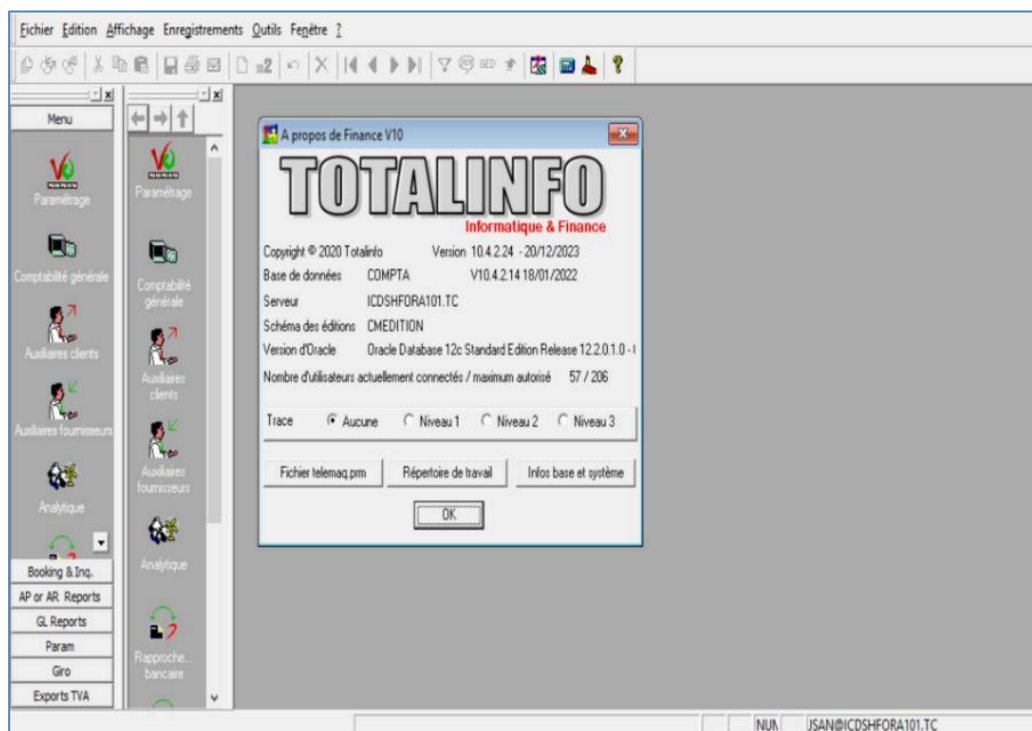 Fichier Edition Affichage Enregistrements Outils Fenêtre ?
Menu
Paramétrage
Comptabilité générale
Auxiliaires clients
Auxiliaires fournisseurs
Analytique
Booking & Inq.
AP or AR Reports
GL Reports
Param
Giro
Exports TVA
Paramétrage
Comptabilité
générale
Auxiliaires
clients
Auxiliaires
fournisseurs
Analytique
Rapproche...
bancaire
A propos de Finance V10
TOTALINFO
Informatique & Finance
Copyright © 2020 Totalinfo Version 10.4.2.24 - 20/12/2023
Base de données COMPTA V10.4.2.14 18/01/2022
Serveur ICDSHFORA101.TC
Schéma des éditions CMEDITION
Version d'Oracle Oracle Database 12c Standard Edition Release 12.2.0.1.0 -
Nombre d'utilisateurs actuellement connectés / maximum autorisé 57 / 206
Trace Aucune Niveau 1 Niveau 2 Niveau 3
Fichier telemaq.prm Répertoire de travail Infos base et système
OK
JSAN@ICDSHFORA101.TC